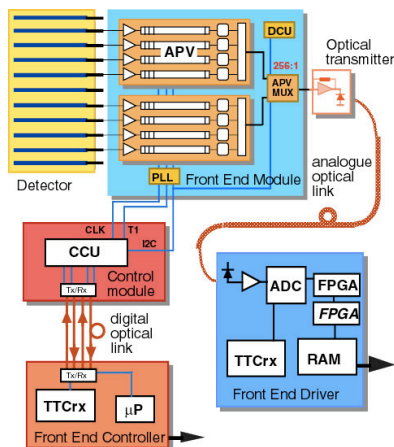 APV
DCU
256:1
APV
MUX
Optical
transmitter
PLL
Front End Module
Detector
analogue
optical
link
CLK
T1
I2C
CCU
Control
module
Tx/Rx
digital
optical
link
Tx/Rx
TTCrx
µP
Front End Controller
ADC
FPGA
FPGA
TTCrx
RAM
Front End Driver